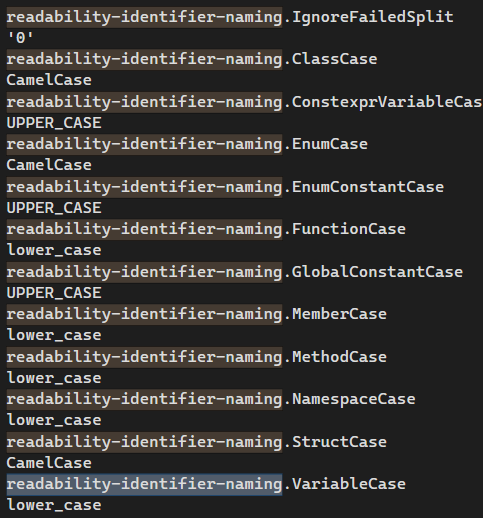 readability-identifier-naming.IgnoreFailedSplit
'0'
readability-identifier-naming.ClassCase
CamelCase
readability-identifier-naming.ConstexprVariableCas
UPPER_CASE
readability-identifier-naming.EnumCase
CamelCase
readability-identifier-naming.EnumConstantCase
UPPER_CASE
readability-identifier-naming.FunctionCase
lower_case
readability-identifier-naming.GlobalConstantCase
UPPER_CASE
readability-identifier-naming.MemberCase
lower_case
readability-identifier-naming.MethodCase
lower_case
readability-identifier-naming.NamespaceCase
lower_case
readability-identifier-naming.StructCase
CamelCase
readability-identifier-naming.VariableCase
lower_case